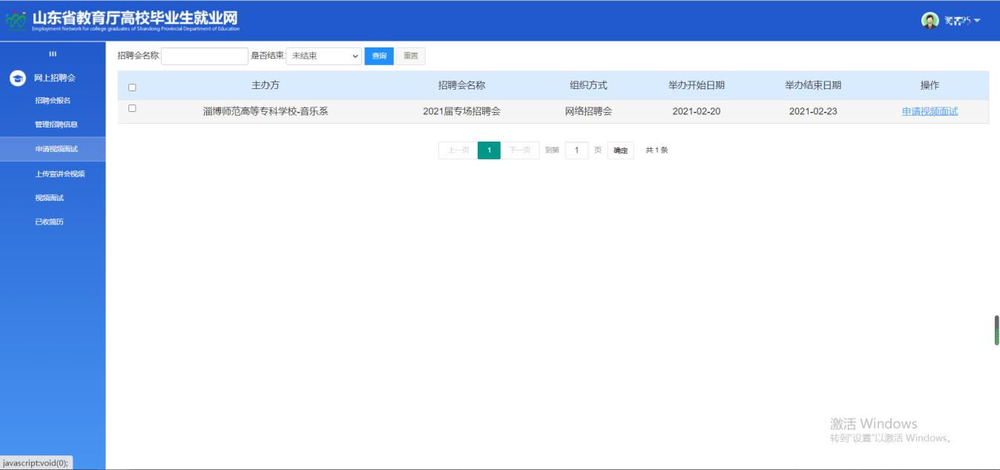 山东省教育厅高校毕业生就业网
Employment Network for college graduates of Shandong Provincial Department of Education
网上招聘会
招聘会报名
管理招聘信息
申请视频面试
上传宣讲会视频
视频面试
已收简历
招聘会名称: 是否结束: 未结束 查询 重置
主办方 招聘会名称 组织方式 举办开始日期 举办结束日期 操作
淄博师范高等专科学校-音乐系 2021届专场招聘会 网络招聘会 2021-02-20 2021-02-23 申请视频面试
上一页 1 下一页 到第 1 页 确定 共 1 条
激活 Windows
转到"设置"以激活 Windows。
javascript:void(0);